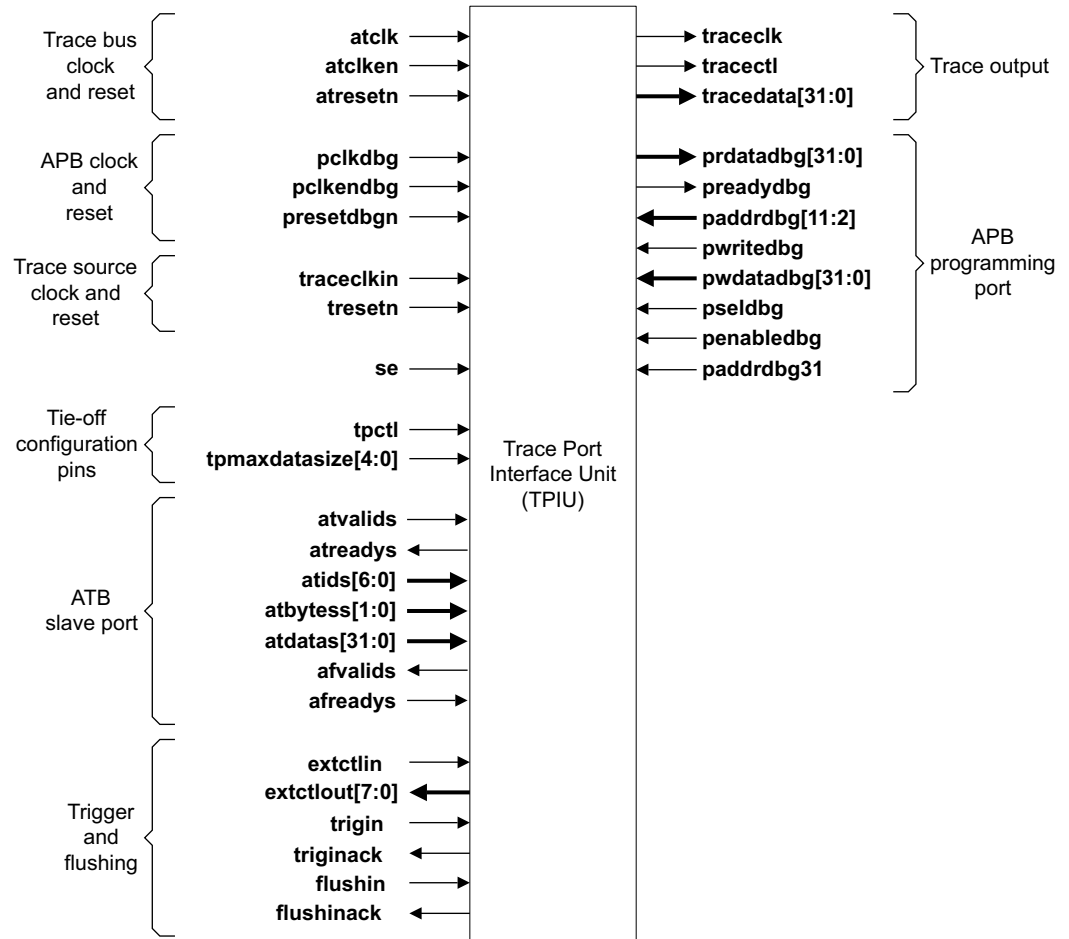 Trace bus
clock
and reset
atclk
atclken
atresetn
APB clock
and
reset
pclkdbg
pclkendbg
presetdbgn
Trace source
clock and
reset
traceclkin
tresetn
se
Tie-off
configuration
pins
tpctl
tpmaxdatasize[4:0]
ATB
slave port
atvalids
atreadys
atids[6:0]
atbytess[1:0]
atdatas[31:0]
afvalids
afreadys
Trigger
and
flushing
extctlin
extctlout[7:0]
trigin
triginack
flushin
flushinack
Trace Port
Interface Unit
(TPIU)
traceclk
tracectl
tracedata[31:0]
Trace output
prdatadbg[31:0]
preadydbg
paddrdbg[11:2]
pwritedbg
pwdatadbg[31:0]
pseldbg
penabledbg
paddrdbg31
APB
programming
port